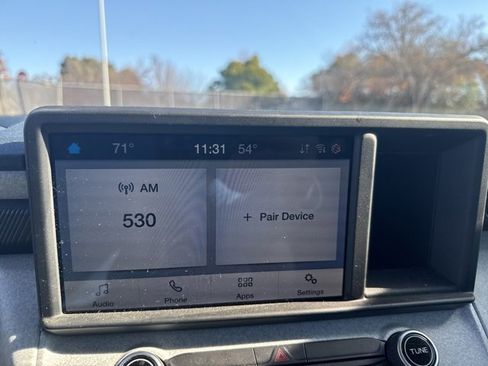 71° 11:31 54°
AM
530
+ Pair Device
Audio Phone Apps Settings
TUNE